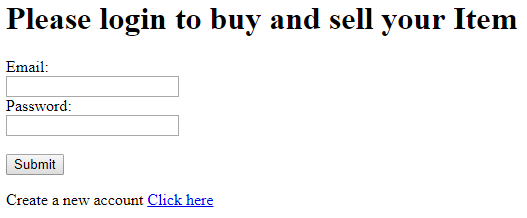 Please login to buy and sell your Item
Email:
Password:
Submit
Create a new account Click here